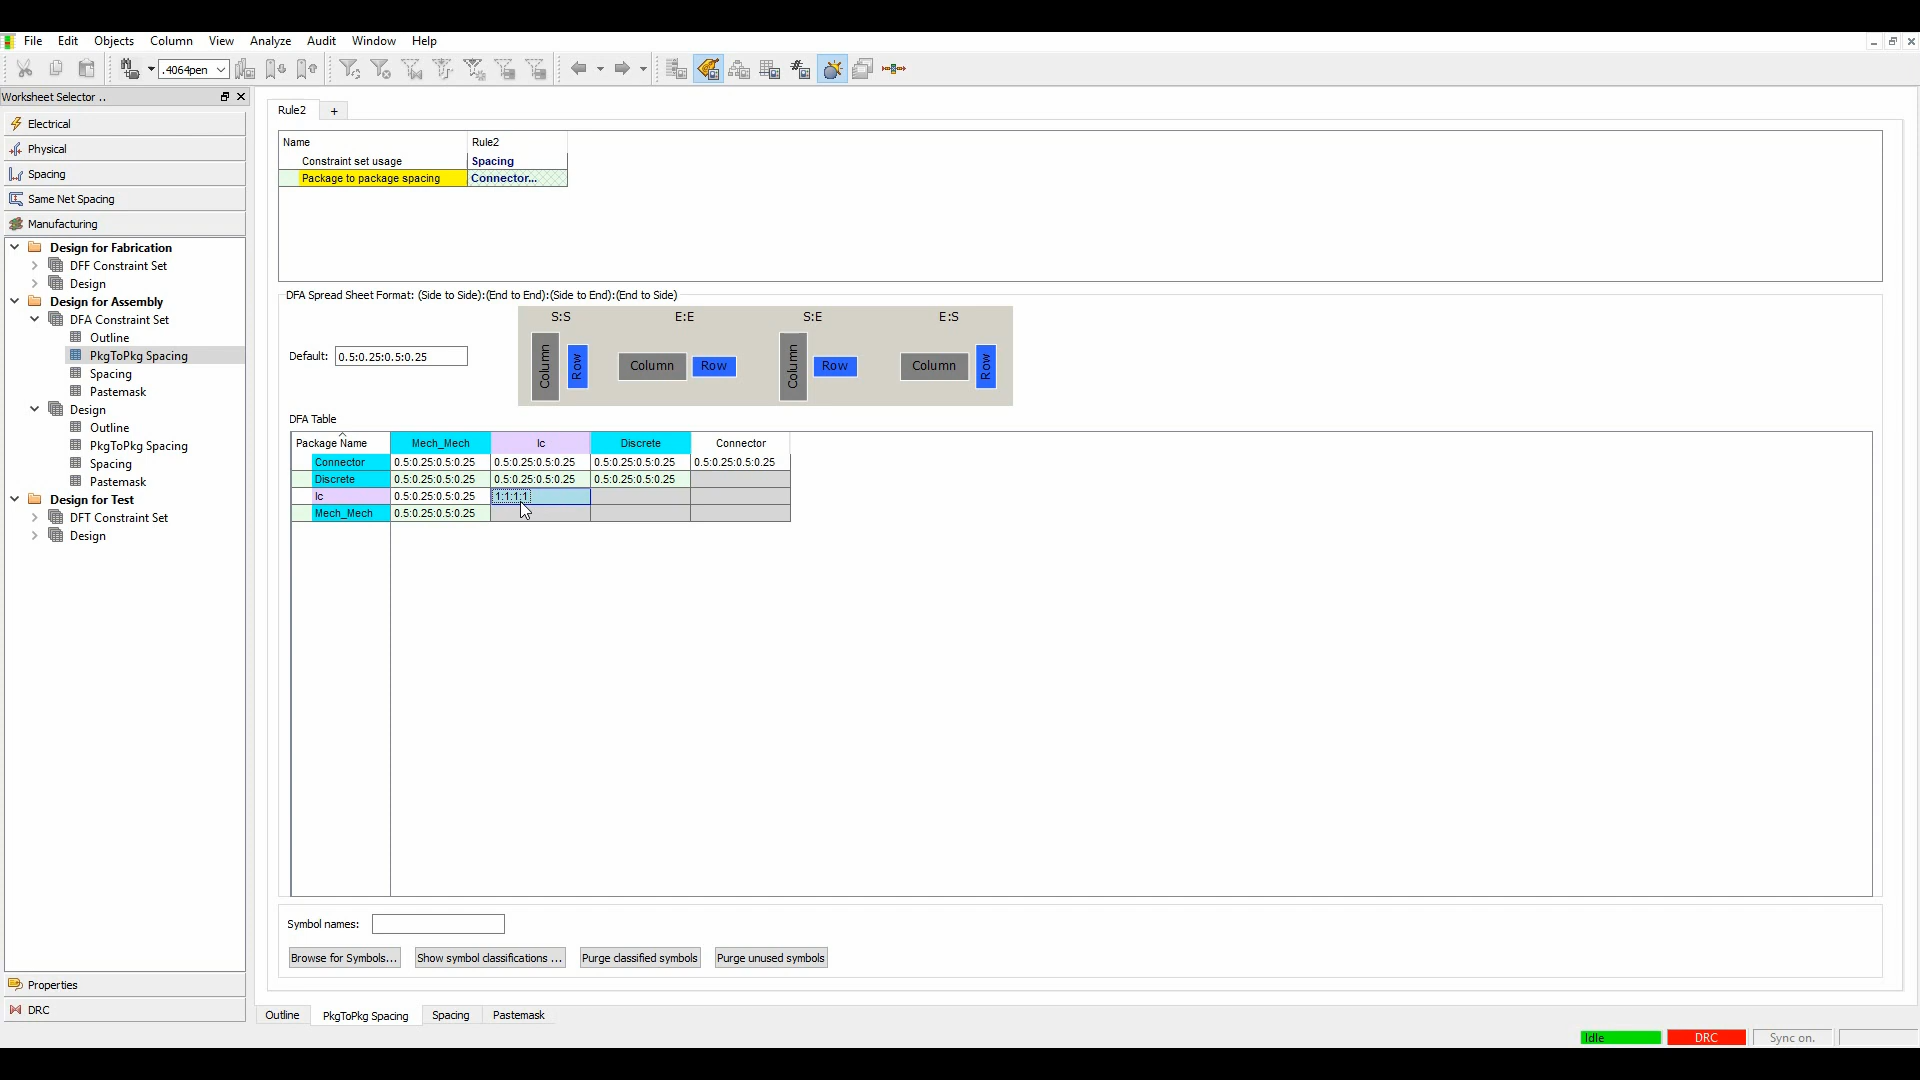 File Edit Objects Column View Analyze Audit Window Help
.4064pen
Worksheet Selector ..
Electrical
Physical
Spacing
Same Net Spacing
Manufacturing
Design for Fabrication
DFF Constraint Set
Design
Design for Assembly
DFA Constraint Set
Outline
PkgToPkg Spacing
Spacing
Pastemask
Design
Outline
PkgToPkg Spacing
Spacing
Pastemask
Design for Test
DFT Constraint Set
Design
Properties
DRC
Rule2 +
Name Rule2
Constraint set usage Spacing
Package to package spacing Connector...
DFA Spread Sheet Format: (Side to Side):(End to End):(Side to End):(End to Side)
S:S E:E S:E E:S
Default: 0.5:0.25:0.5:0.25
Column Row Column Row Column Row Column Row
DFA Table
Package Name Mech_Mech Ic Discrete Connector
Connector 0.5:0.25:0.5:0.25 0.5:0.25:0.5:0.25 0.5:0.25:0.5:0.25 0.5:0.25:0.5:0.25
Discrete 0.5:0.25:0.5:0.25 0.5:0.25:0.5:0.25 0.5:0.25:0.5:0.25
Ic 0.5:0.25:0.5:0.25 1:1:1:1
Mech_Mech 0.5:0.25:0.5:0.25
Symbol names:
Browse for Symbols... Show symbol classifications ... Purge classified symbols Purge unused symbols
Outline PkgToPkg Spacing Spacing Pastemask
Idle DRC Sync on.